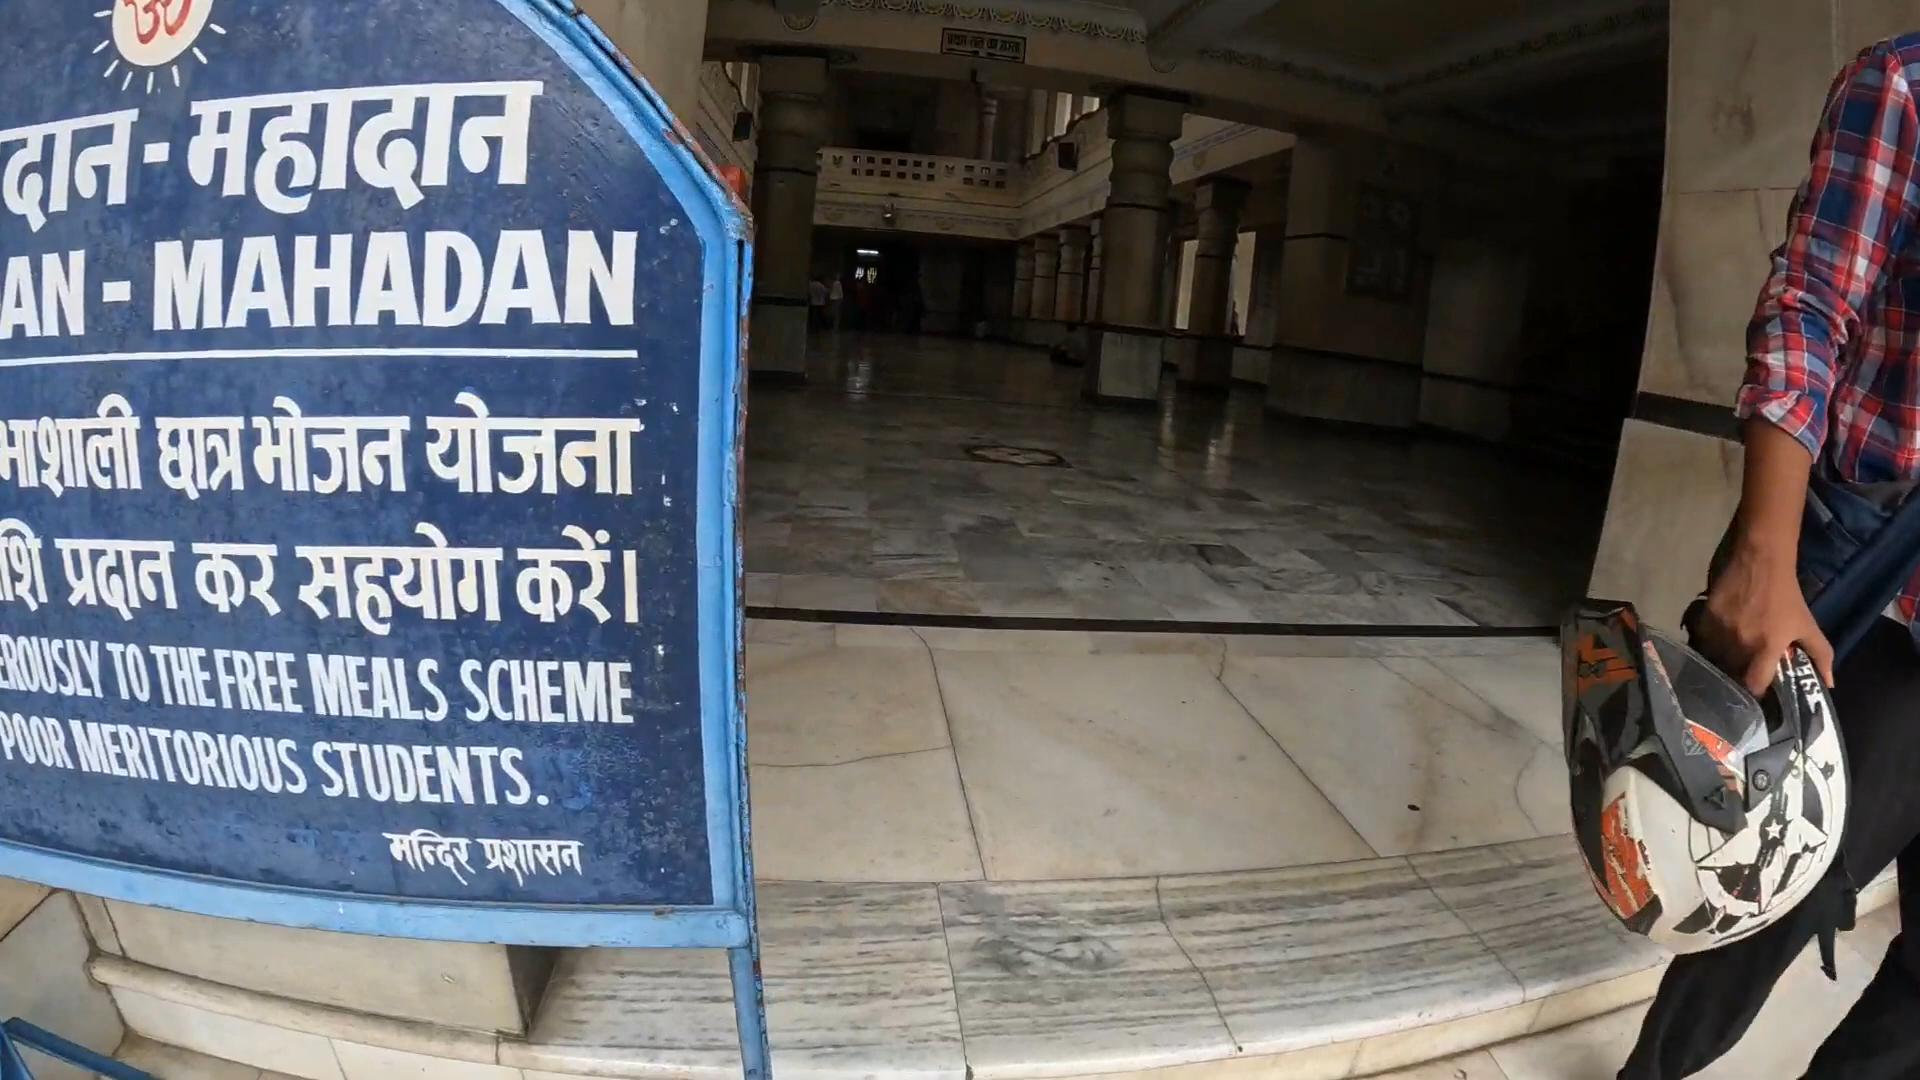 ॐ
दान - महादान
AN - MAHADAN
भाशाली छात्र भोजन योजना
शि प्रदान कर सहयोग करें।
EROUSLY TO THE FREE MEALS SCHEME
POOR MERITORIOUS STUDENTS.
मन्दिर प्रशासन